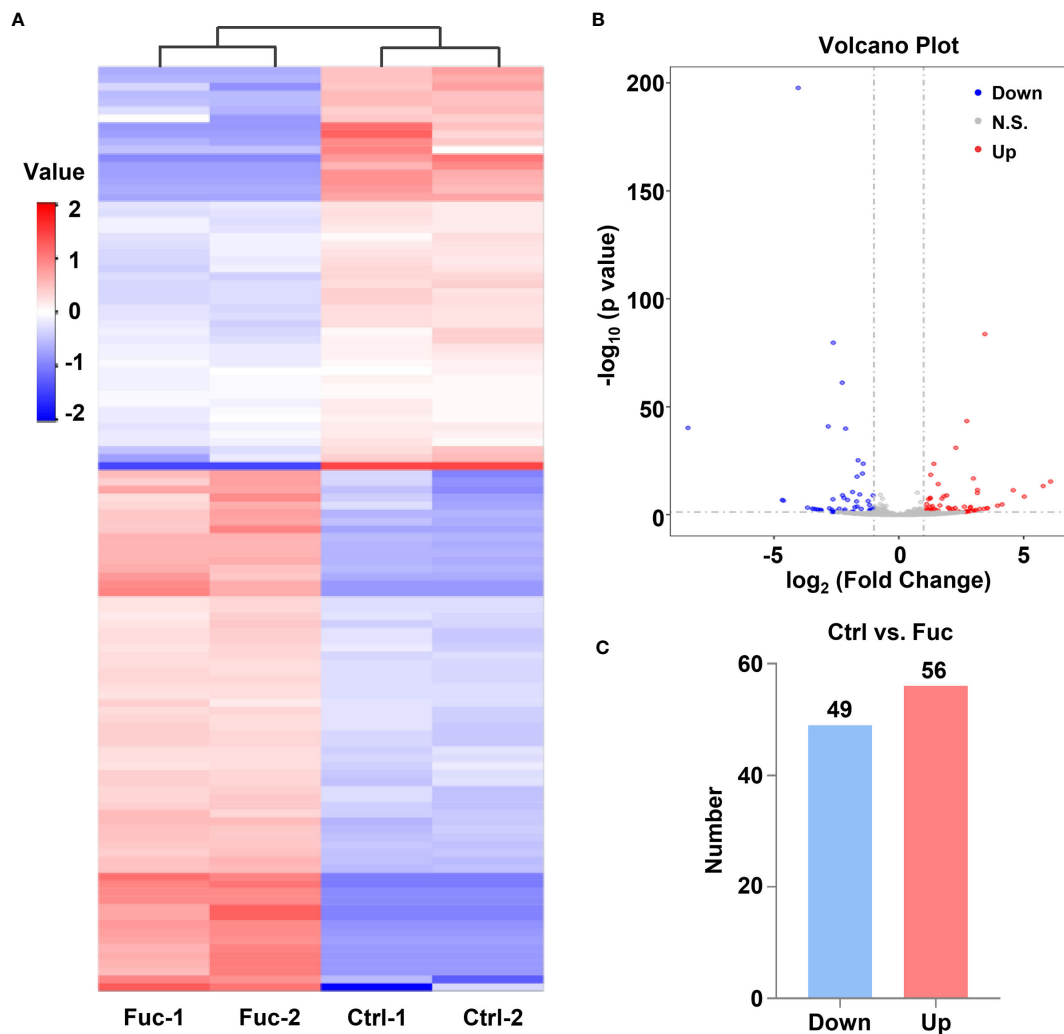 A
Value
2
1
0
-1
-2
Fuc-1 Fuc-2 Ctrl-1 Ctrl-2
B
Volcano Plot
Down
N.S.
Up
-log10 (p value)
200
150
100
50
0
-5 0 5
log2 (Fold Change)
C
Ctrl vs. Fuc
Number
60
40
20
0
49
56
Down Up